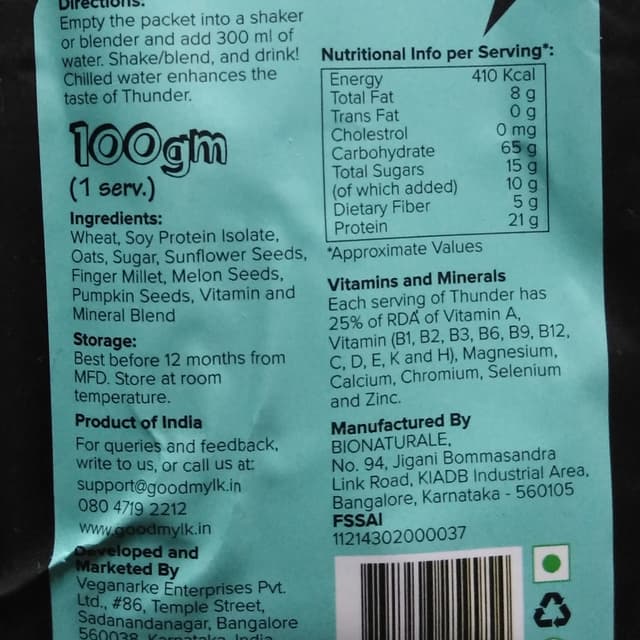 Directions:
Empty the packet into a shaker
or blender and add 300 ml of
water. Shake/blend, and drink!
Chilled water enhances the
taste of Thunder.
100gm
(1 serv.)
Ingredients:
Wheat, Soy Protein Isolate,
Oats, Sugar, Sunflower Seeds,
Finger Millet, Melon Seeds,
Pumpkin Seeds, Vitamin and
Mineral Blend
Storage:
Best before 12 months from
MFD. Store at room
temperature.
Product of India
For queries and feedback,
write to us, or call us at:
support@goodmylk.in
080 4719 2212
www.goodmylk.in
Developed and
Marketed By
Veganarke Enterprises Pvt.
Ltd., #86, Temple Street,
Sadanandanagar, Bangalore
560038 Karnataka India
Nutritional Info per Serving*:
Energy 410 Kcal
Total Fat 8 g
Trans Fat 0 g
Cholestrol 0 mg
Carbohydrate 65 g
Total Sugars 15 g
(of which added) 10 g
Dietary Fiber 5 g
Protein 21 g
*Approximate Values
Vitamins and Minerals
Each serving of Thunder has
25% of RDA of Vitamin A,
Vitamin (B1, B2, B3, B6, B9, B12,
C, D, E, K and H), Magnesium,
Calcium, Chromium, Selenium
and Zinc.
Manufactured By
BIONATURALE,
No. 94, Jigani Bommasandra
Link Road, KIADB Industrial Area,
Bangalore, Karnataka - 560105
FSSAI
11214302000037